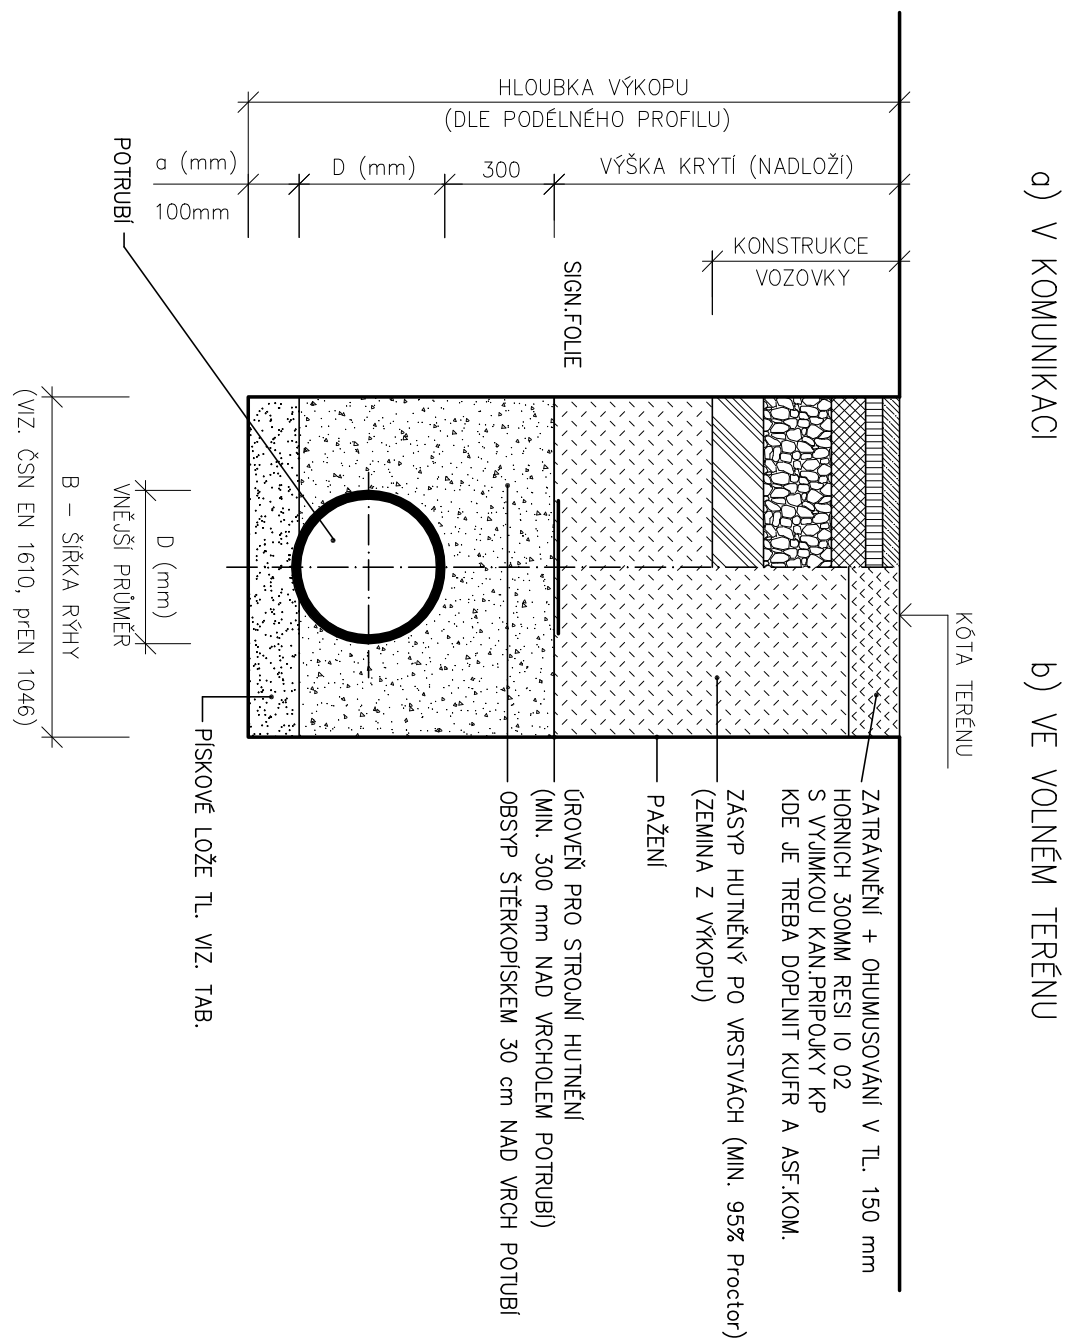 a) V KOMUNIKACI
b) VE VOLNÉM TERÉNU
KÓTA TERÉNU
HLOUBKA VÝKOPU
(DLE PODÉLNÉHO PROFILU)
VÝŠKA KRYTÍ (NADLOŽÍ)
300
D (mm)
a (mm)
100mm
KONSTRUKCE
VOZOVKY
SIGN.FOLIE
POTRUBÍ
ZATRÁVNĚNÍ + OHUMUSOVÁNÍ V TL. 150 mm
HORNICH 300MM RESI IO 02
S VYJIMKOU KAN.PRIPOJKY KP
KDE JE TREBA DOPLNIT KUFR A ASF.KOM.
ZÁSYP HUTNĚNÝ PO VRSTVÁCH (MIN. 95% Proctor)
(ZEMINA Z VÝKOPU)
PAŽENÍ
ÚROVEŇ PRO STROJNÍ HUTNĚNÍ
(MIN. 300 mm NAD VRCHOLEM POTRUBÍ)
OBSYP ŠTĚRKOPÍSKEM 30 cm NAD VRCH POTUBÍ
PÍSKOVÉ LOŽE TL. VIZ. TAB.
D (mm)
VNĚJŠÍ PRŮMĚR
B – ŠÍŘKA RÝHY
(VIZ. ČSN EN 1610, prEN 1046)